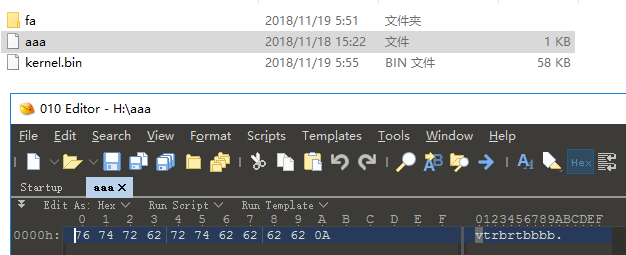 fa 2018/11/19 5:51 文件夹
aaa 2018/11/18 15:22 文件 1 KB
kernel.bin 2018/11/19 5:55 BIN 文件 58 KB
010 Editor - H:\aaa
File Edit Search View Format Scripts Templates Tools Window Help
Hex
Startup aaa
Edit As: Hex Run Script Run Template
0 1 2 3 4 5 6 7 8 9 A B C D E F 0123456789ABCDEF
0000h: 76 74 72 62 72 74 62 62 62 62 0A vtrbrtbbbb.